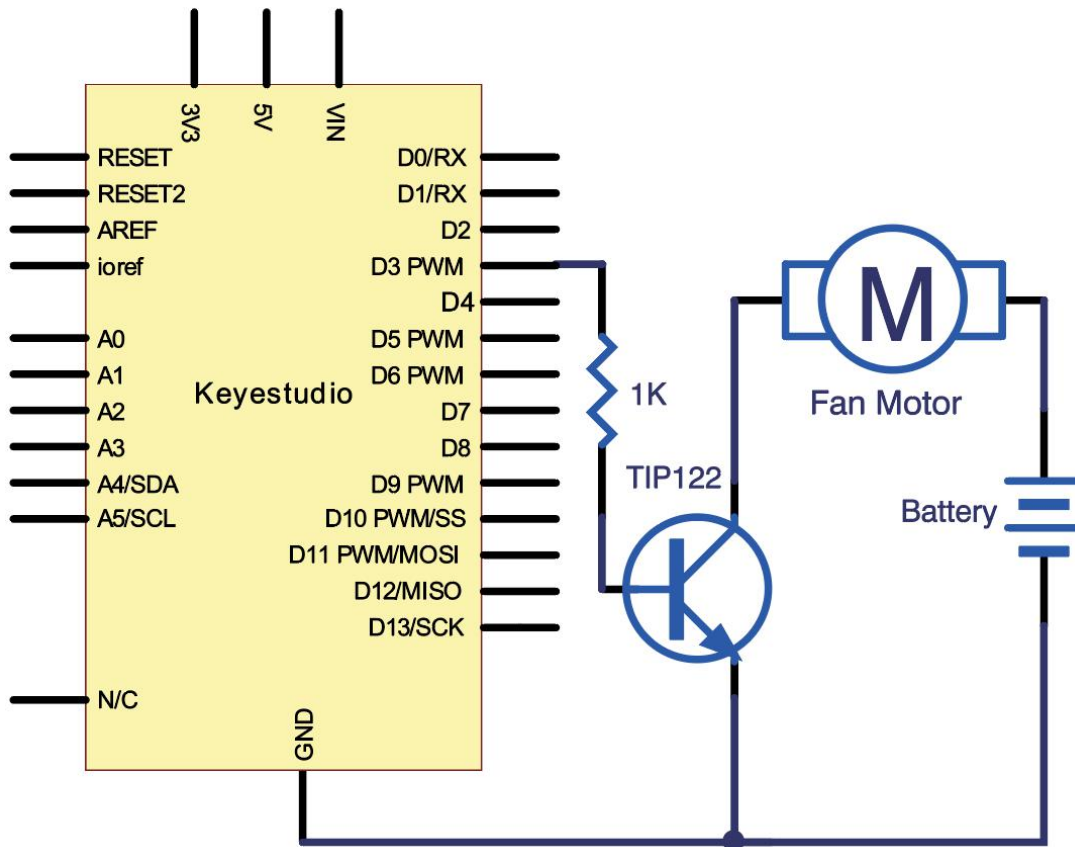 3V3
5V
VIN
RESET
RESET2
AREF
ioref
A0
A1
A2
A3
A4/SDA
A5/SCL
N/C
Keyestudio
D0/RX
D1/RX
D2
D3 PWM
D4
D5 PWM
D6 PWM
D7
D8
D9 PWM
D10 PWM/SS
D11 PWM/MOSI
D12/MISO
D13/SCK
GND
1K
TIP122
M
Fan Motor
Battery